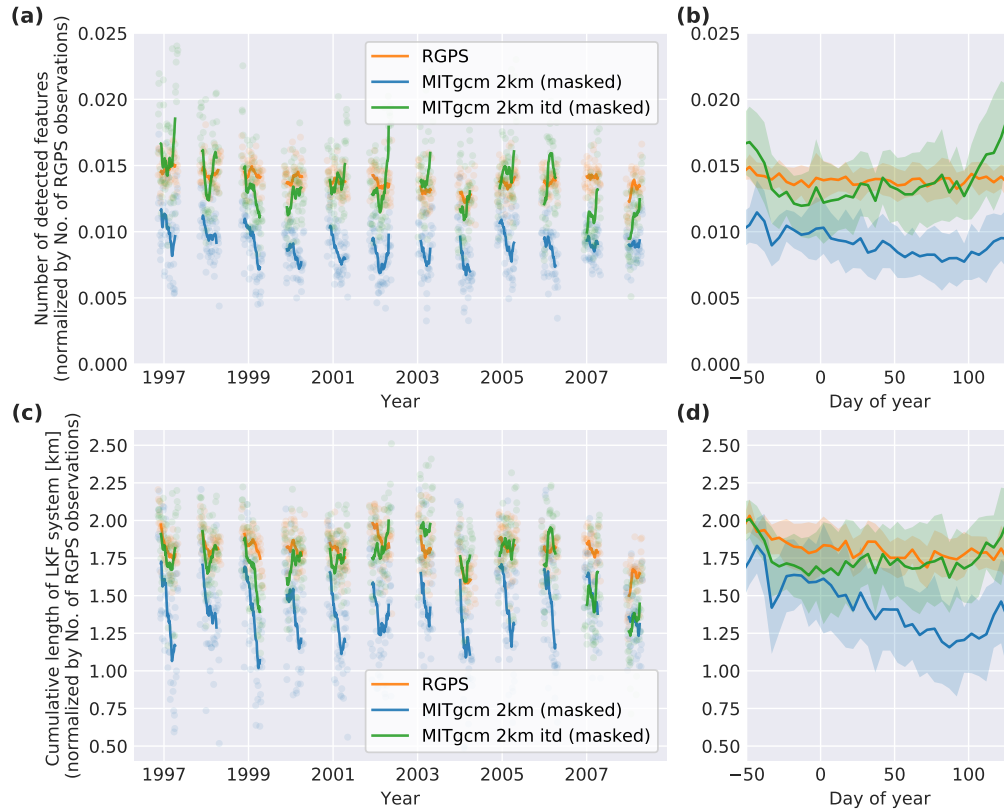 (a)
Number of detected features
(normalized by No. of RGPS observations)
0.025
0.020
0.015
0.010
0.005
0.000
RGPS
MITgcm 2km (masked)
MITgcm 2km itd (masked)
1997 1999 2001 2003 2005 2007
Year
(b)
0.025
0.020
0.015
0.010
0.005
0.000
−50 0 50 100
Day of year
(c)
Cumulative length of LKF system [km]
(normalized by No. of RGPS observations)
2.50
2.25
2.00
1.75
1.50
1.25
1.00
0.75
0.50
RGPS
MITgcm 2km (masked)
MITgcm 2km itd (masked)
1997 1999 2001 2003 2005 2007
Year
(d)
2.50
2.25
2.00
1.75
1.50
1.25
1.00
0.75
0.50
−50 0 50 100
Day of year